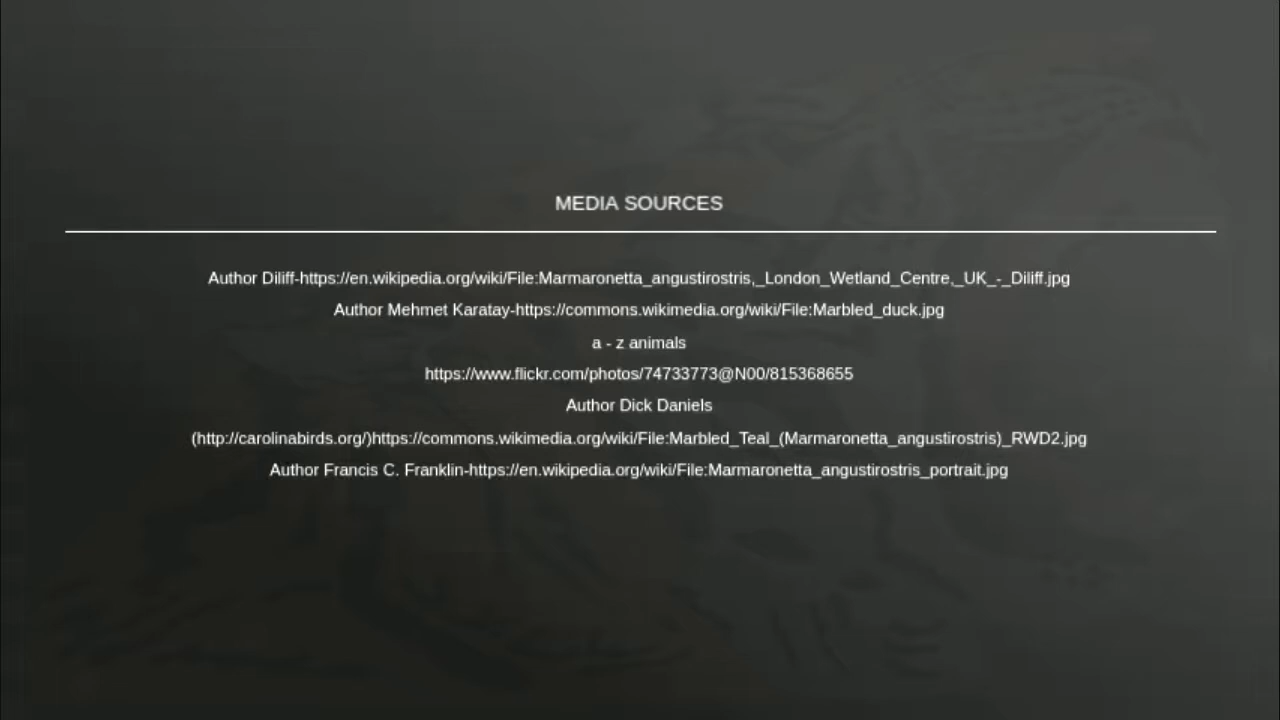 MEDIA SOURCES
Author Diliff-https://en.wikipedia.org/wiki/File:Marmaronetta_angustirostris,_London_Wetland_Centre,_UK_-_Diliff.jpg
Author Mehmet Karatay-https://commons.wikimedia.org/wiki/File:Marbled_duck.jpg
a - z animals
https://www.flickr.com/photos/74733773@N00/815368655
Author Dick Daniels
(http://carolinabirds.org/)https://commons.wikimedia.org/wiki/File:Marbled_Teal_(Marmaronetta_angustirostris)_RWD2.jpg
Author Francis C. Franklin-https://en.wikipedia.org/wiki/File:Marmaronetta_angustirostris_portrait.jpg